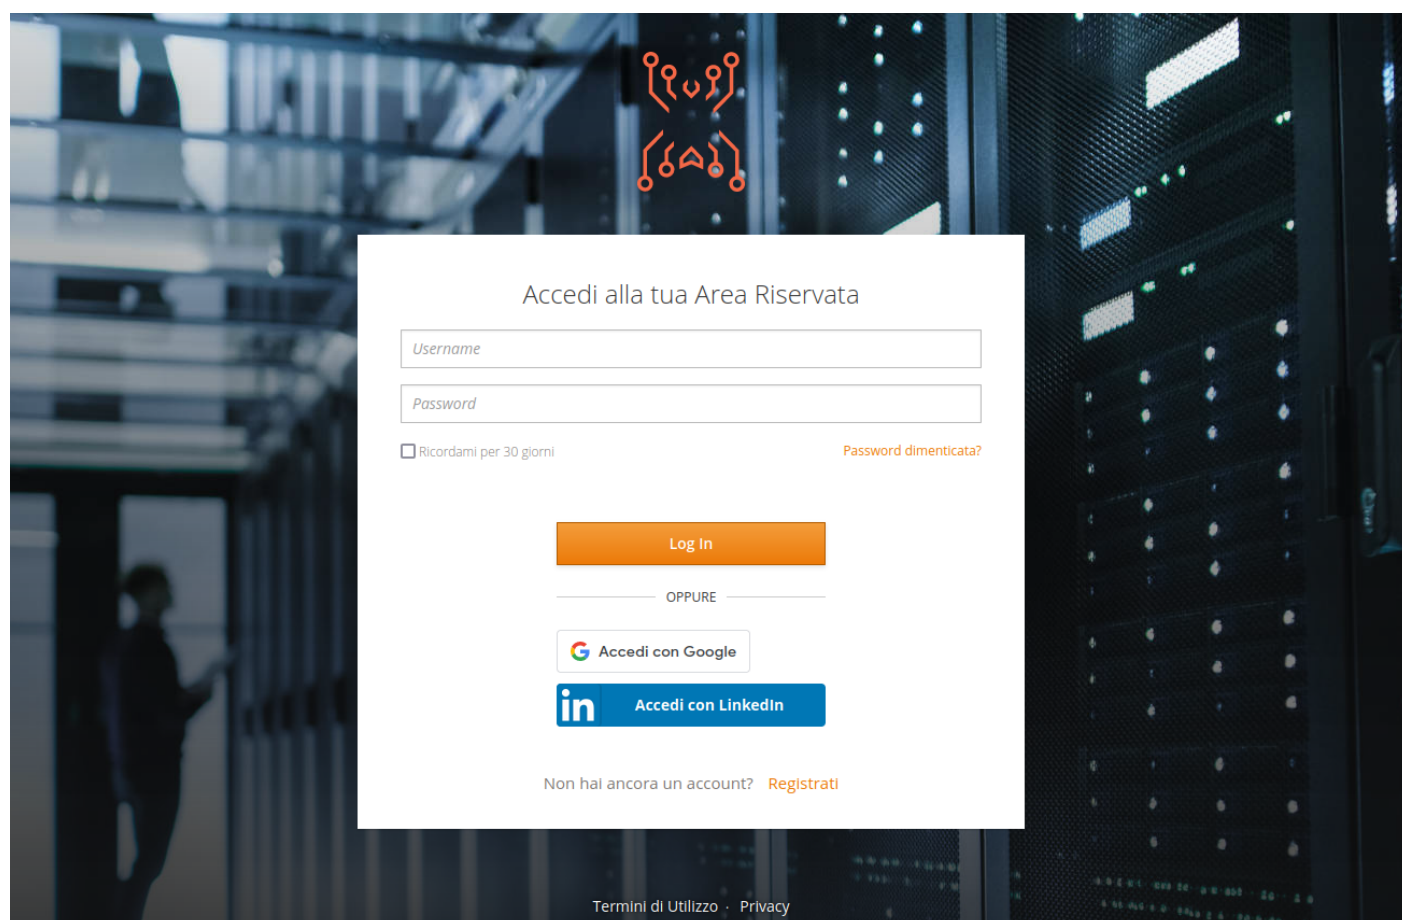 Accedi alla tua Area Riservata
Username
Password
Ricordami per 30 giorni
Password dimenticata?
Log In
OPPURE
Accedi con Google
in Accedi con LinkedIn
Non hai ancora un account? Registrati
Termini di Utilizzo · Privacy